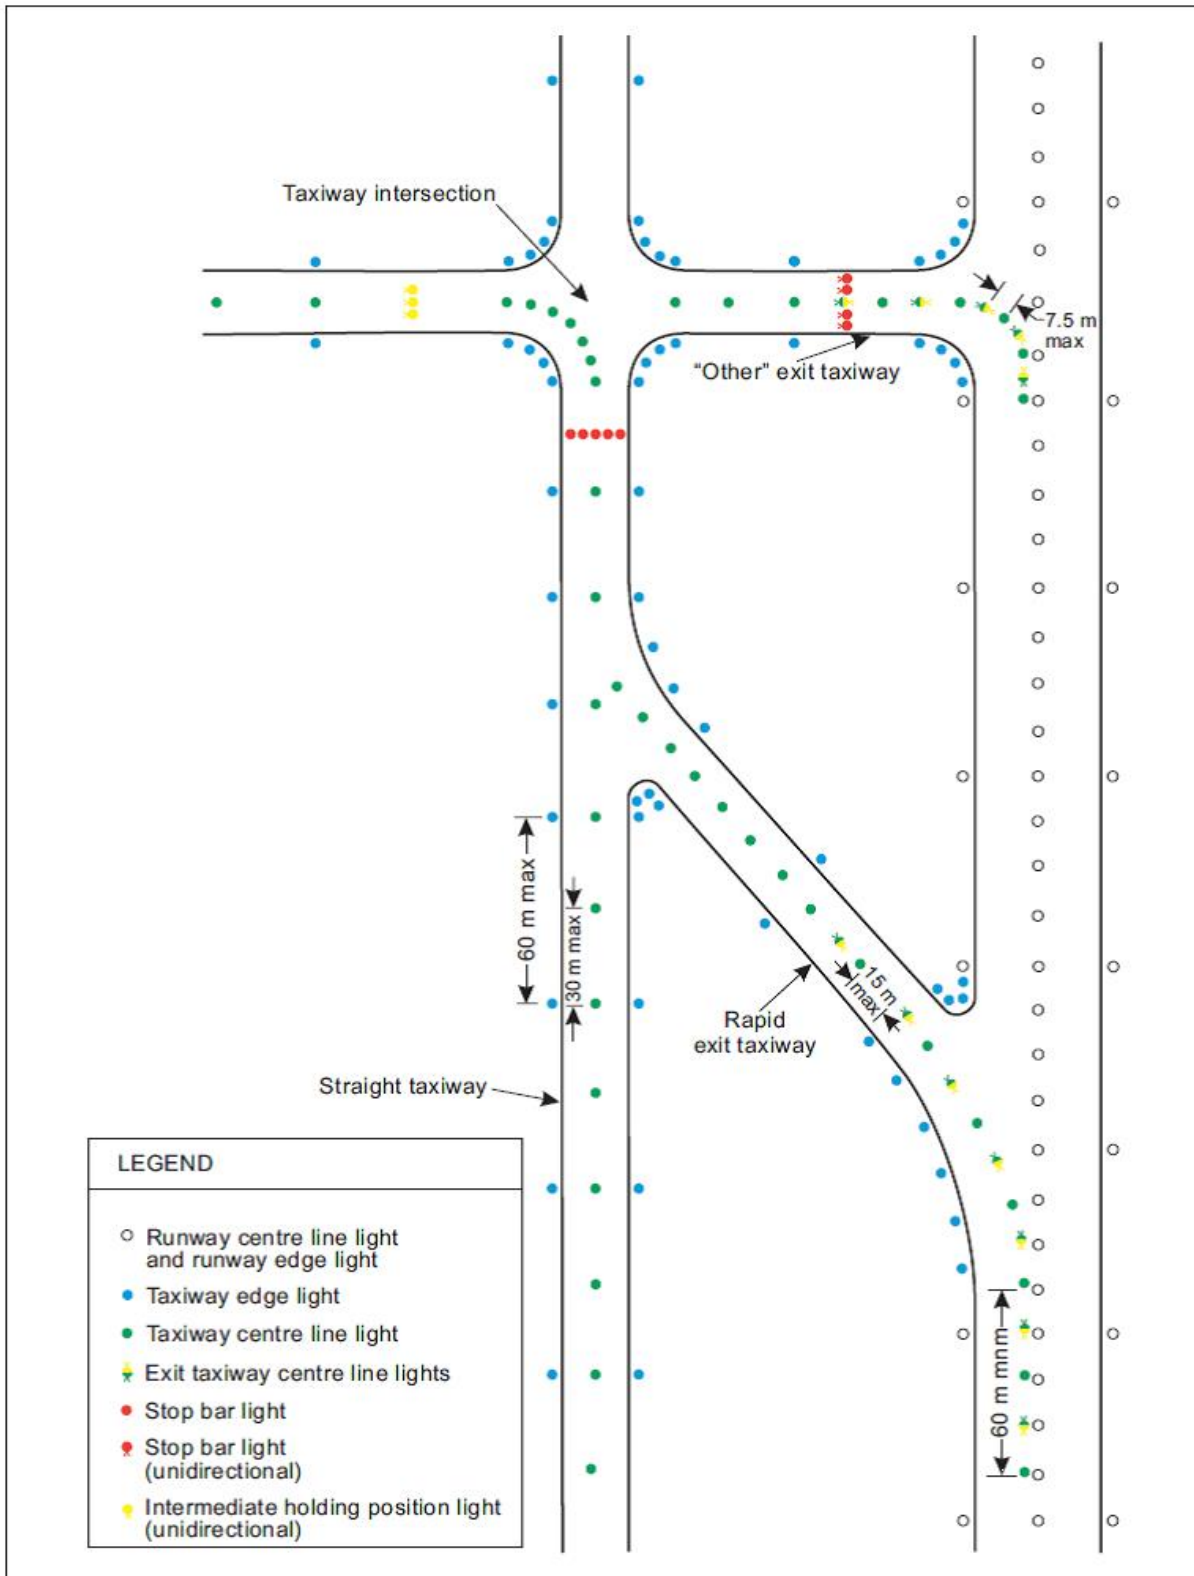 Taxiway intersection
7.5 m
max
“Other” exit taxiway
60 m max
30 m max
15 m
max
Rapid
exit taxiway
Straight taxiway
60 m mnm
LEGEND
Runway centre line light
and runway edge light
Taxiway edge light
Taxiway centre line light
Exit taxiway centre line lights
Stop bar light
Stop bar light
(unidirectional)
Intermediate holding position light
(unidirectional)